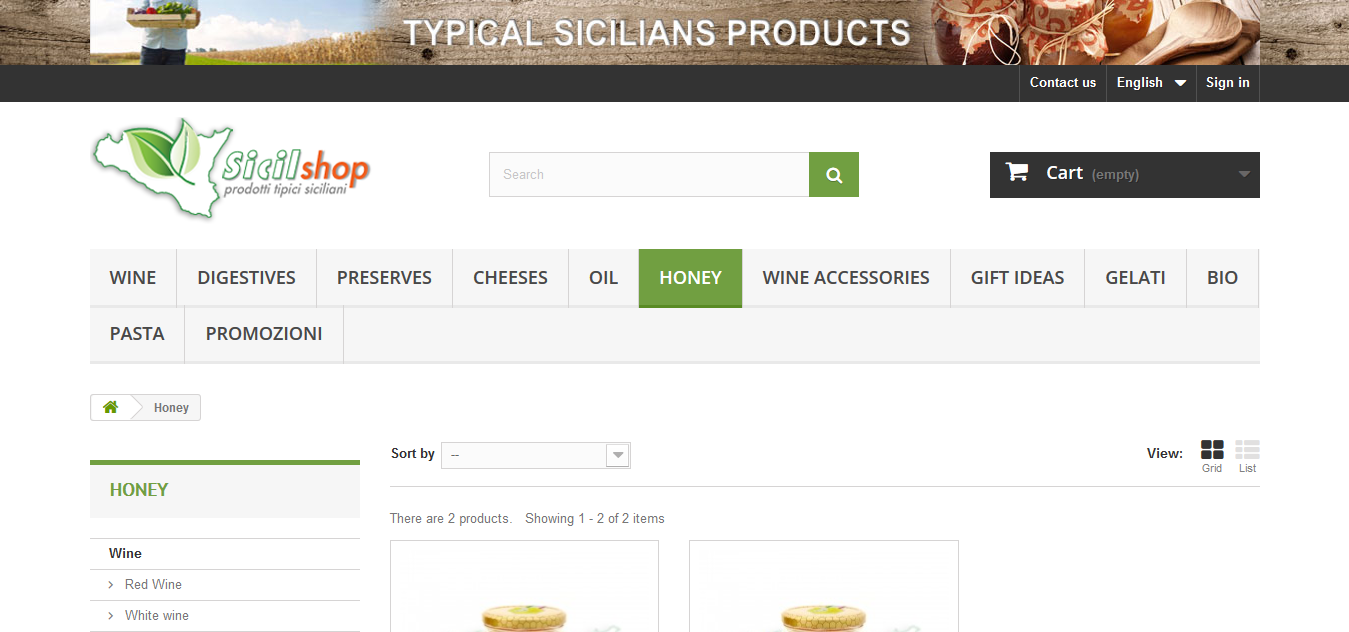 TYPICAL SICILIANS PRODUCTS
Contact us English Sign in
Sicilshop
prodotti tipici siciliani
Search
Cart (empty)
WINE DIGESTIVES PRESERVES CHEESES OIL HONEY WINE ACCESSORIES GIFT IDEAS GELATI BIO
PASTA PROMOZIONI
Honey
Sort by --
View:
Grid List
HONEY
There are 2 products. Showing 1 - 2 of 2 items
Wine
Red Wine
White wine